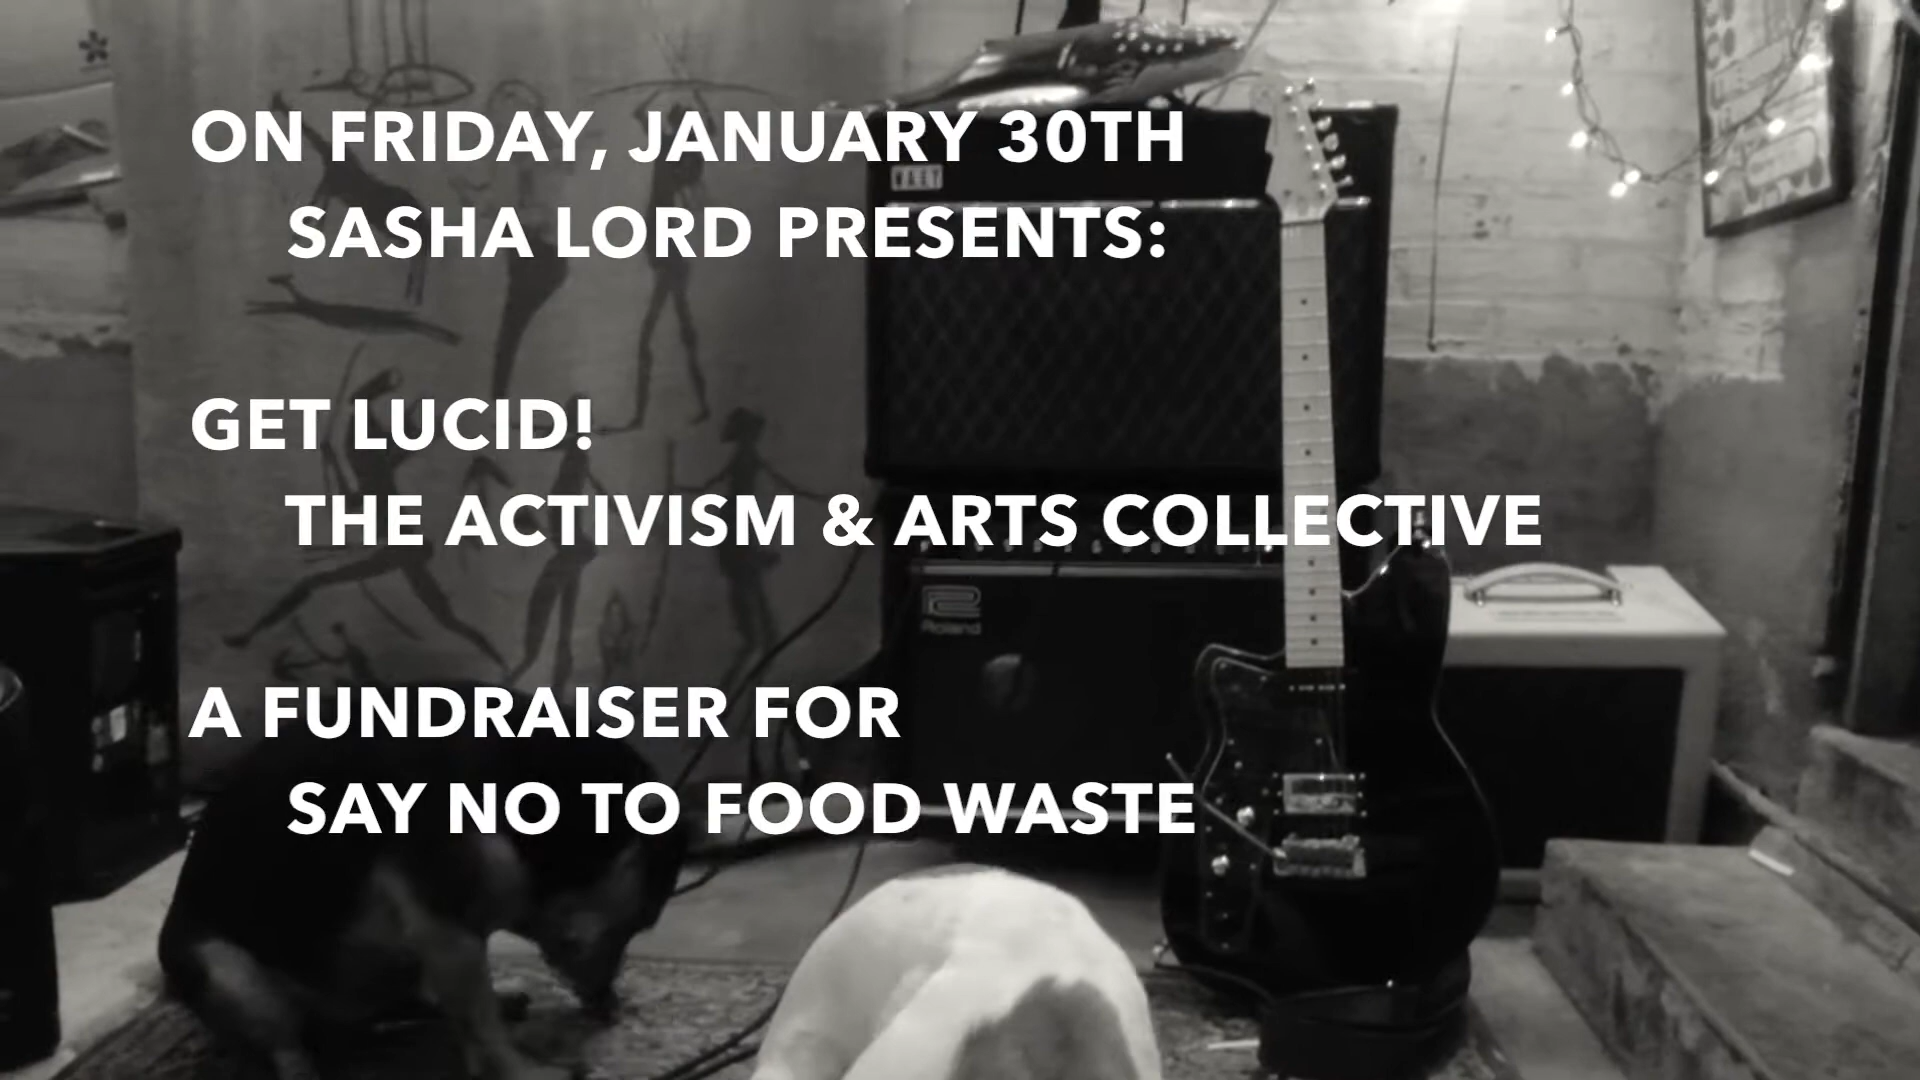 ON FRIDAY, JANUARY 30TH
SASHA LORD PRESENTS:
GET LUCID!
THE ACTIVISM & ARTS COLLECTIVE
A FUNDRAISER FOR
SAY NO TO FOOD WASTE
Roland